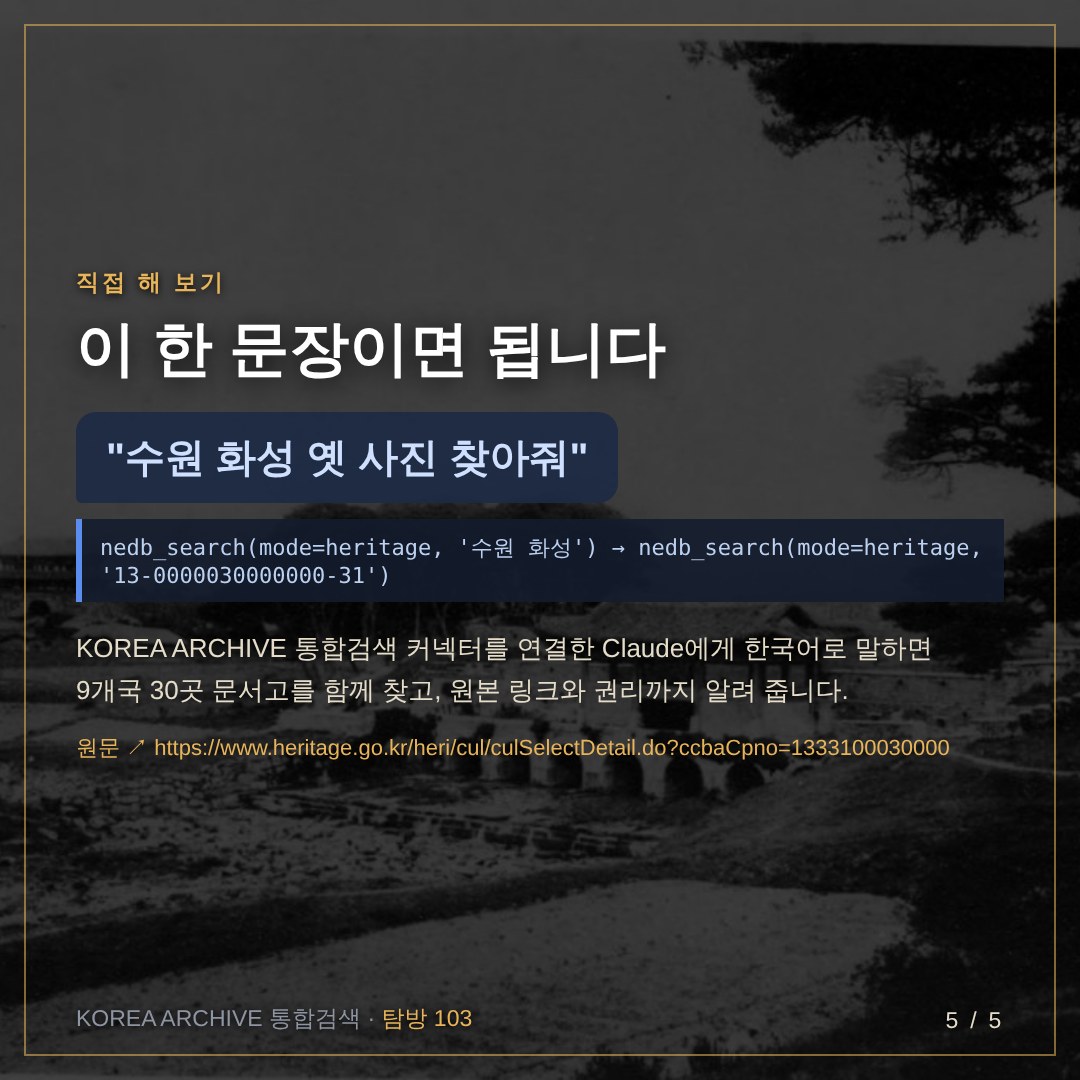 직접 해 보기
이 한 문장이면 됩니다
"수원 화성 옛 사진 찾아줘"
nedb_search(mode=heritage, '수원 화성') → nedb_search(mode=heritage,
'13-0000030000000-31')
KOREA ARCHIVE 통합검색 커넥터를 연결한 Claude에게 한국어로 말하면
9개국 30곳 문서고를 함께 찾고, 원본 링크와 권리까지 알려 줍니다.
원문 ↗ https://www.heritage.go.kr/heri/cul/culSelectDetail.do?ccbaCpno=1333100030000
KOREA ARCHIVE 통합검색 · 탐방 103
5 / 5